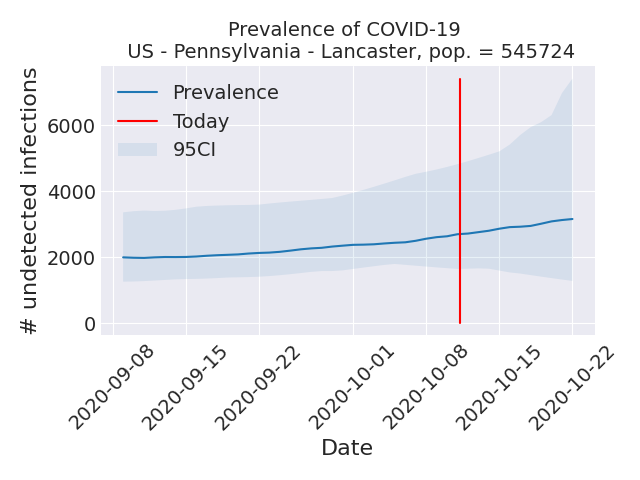 Prevalence of COVID-19
US - Pennsylvania - Lancaster, pop. = 545724
Prevalence
Today
95CI
# undetected infections
6000
4000
2000
0
2020-09-08
2020-09-15
2020-09-22
2020-10-01
2020-10-08
2020-10-15
2020-10-22
Date